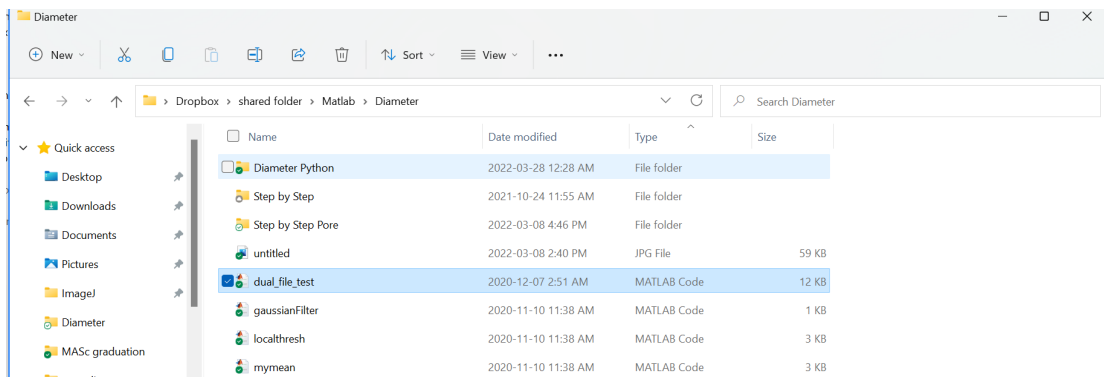 Diameter
New Sort View
Dropbox > shared folder > Matlab > Diameter Search Diameter
Name Date modified Type Size
Quick access
Desktop
Downloads
Documents
Pictures
ImageJ
Diameter
MASc graduation
Diameter Python 2022-03-28 12:28 AM File folder
Step by Step 2021-10-24 11:55 AM File folder
Step by Step Pore 2022-03-08 4:46 PM File folder
untitled 2022-03-08 2:40 PM JPG File 59 KB
dual_file_test 2020-12-07 2:51 AM MATLAB Code 12 KB
gaussianFilter 2020-11-10 11:38 AM MATLAB Code 1 KB
localthresh 2020-11-10 11:38 AM MATLAB Code 3 KB
mymean 2020-11-10 11:38 AM MATLAB Code 3 KB